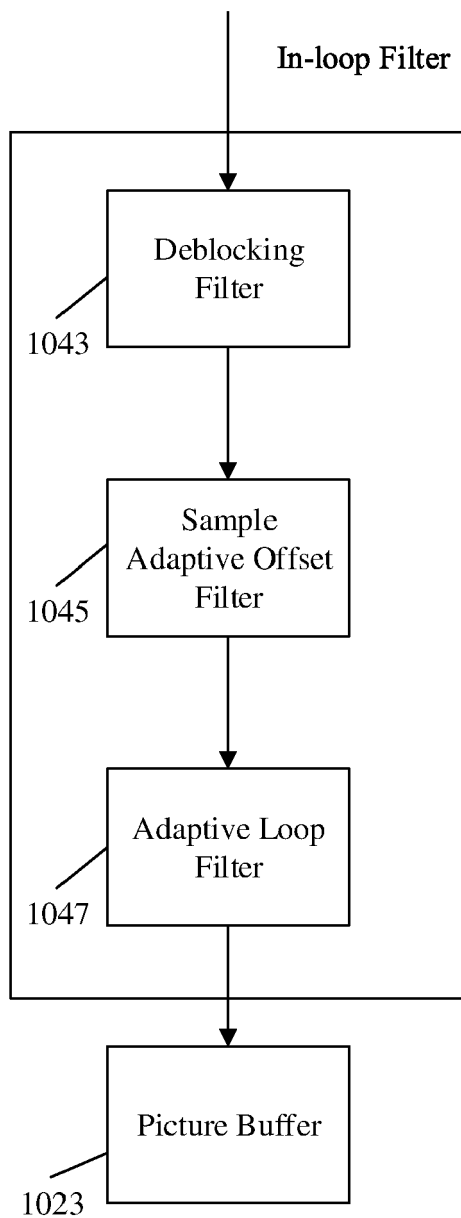 In-loop Filter
Deblocking
Filter
1043
Sample
Adaptive Offset
Filter
1045
Adaptive Loop
Filter
1047
Picture Buffer
1023